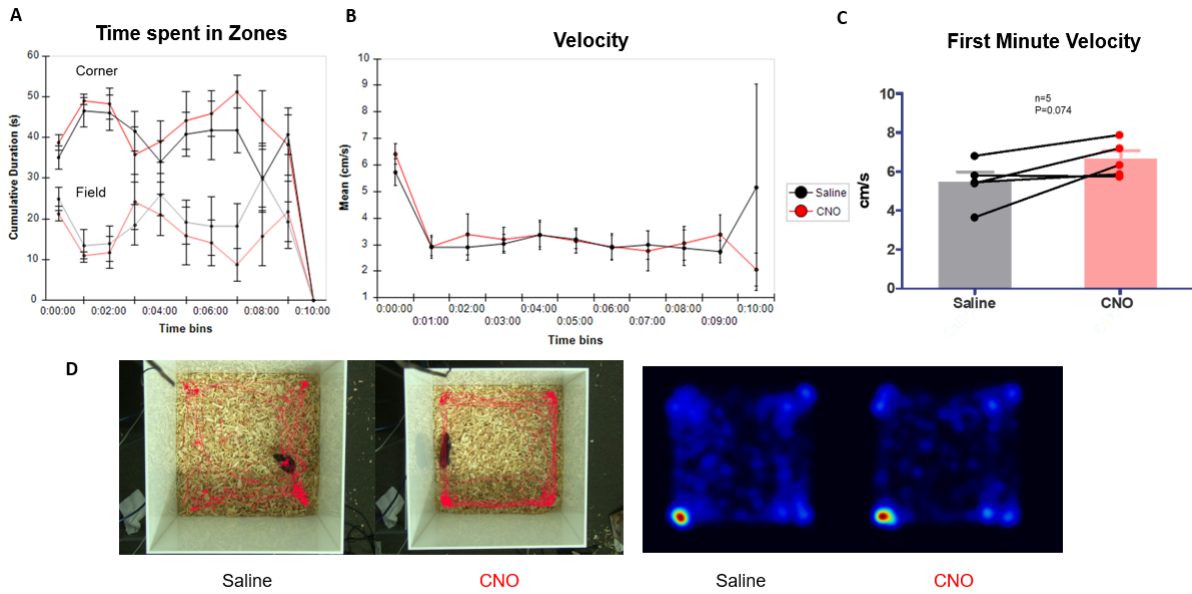 A
Time spent in Zones
Cumulative Duration (s)
60
50
40
30
20
10
0
Corner
Field
0:00:00
0:02:00
0:04:00
0:06:00
0:08:00
0:10:00
Time bins
B
Velocity
Mean (cm/s)
10
9
8
7
6
5
4
3
2
1
0:00:00
0:02:00
0:04:00
0:06:00
0:08:00
0:10:00
0:01:00
0:03:00
0:05:00
0:07:00
0:09:00
Time bins
Saline
CNO
C
First Minute Velocity
n=5
P=0.074
cm/s
10
8
6
4
2
0
Saline
CNO
D
Saline
CNO
Saline
CNO